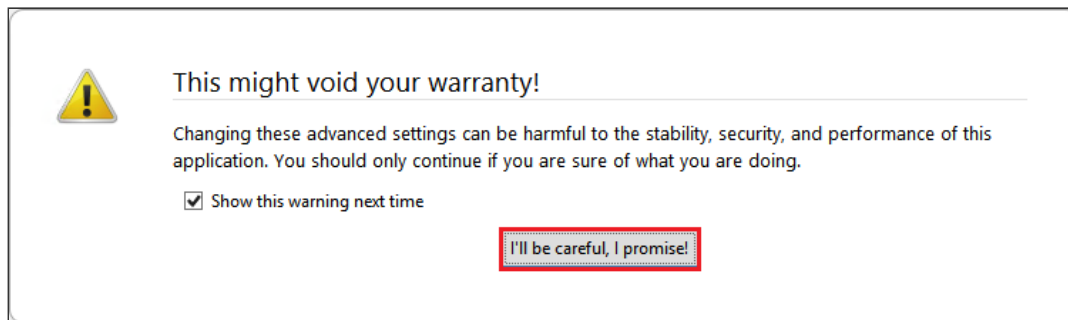 This might void your warranty!
Changing these advanced settings can be harmful to the stability, security, and performance of this
application. You should only continue if you are sure of what you are doing.
Show this warning next time
I'll be careful, I promise!